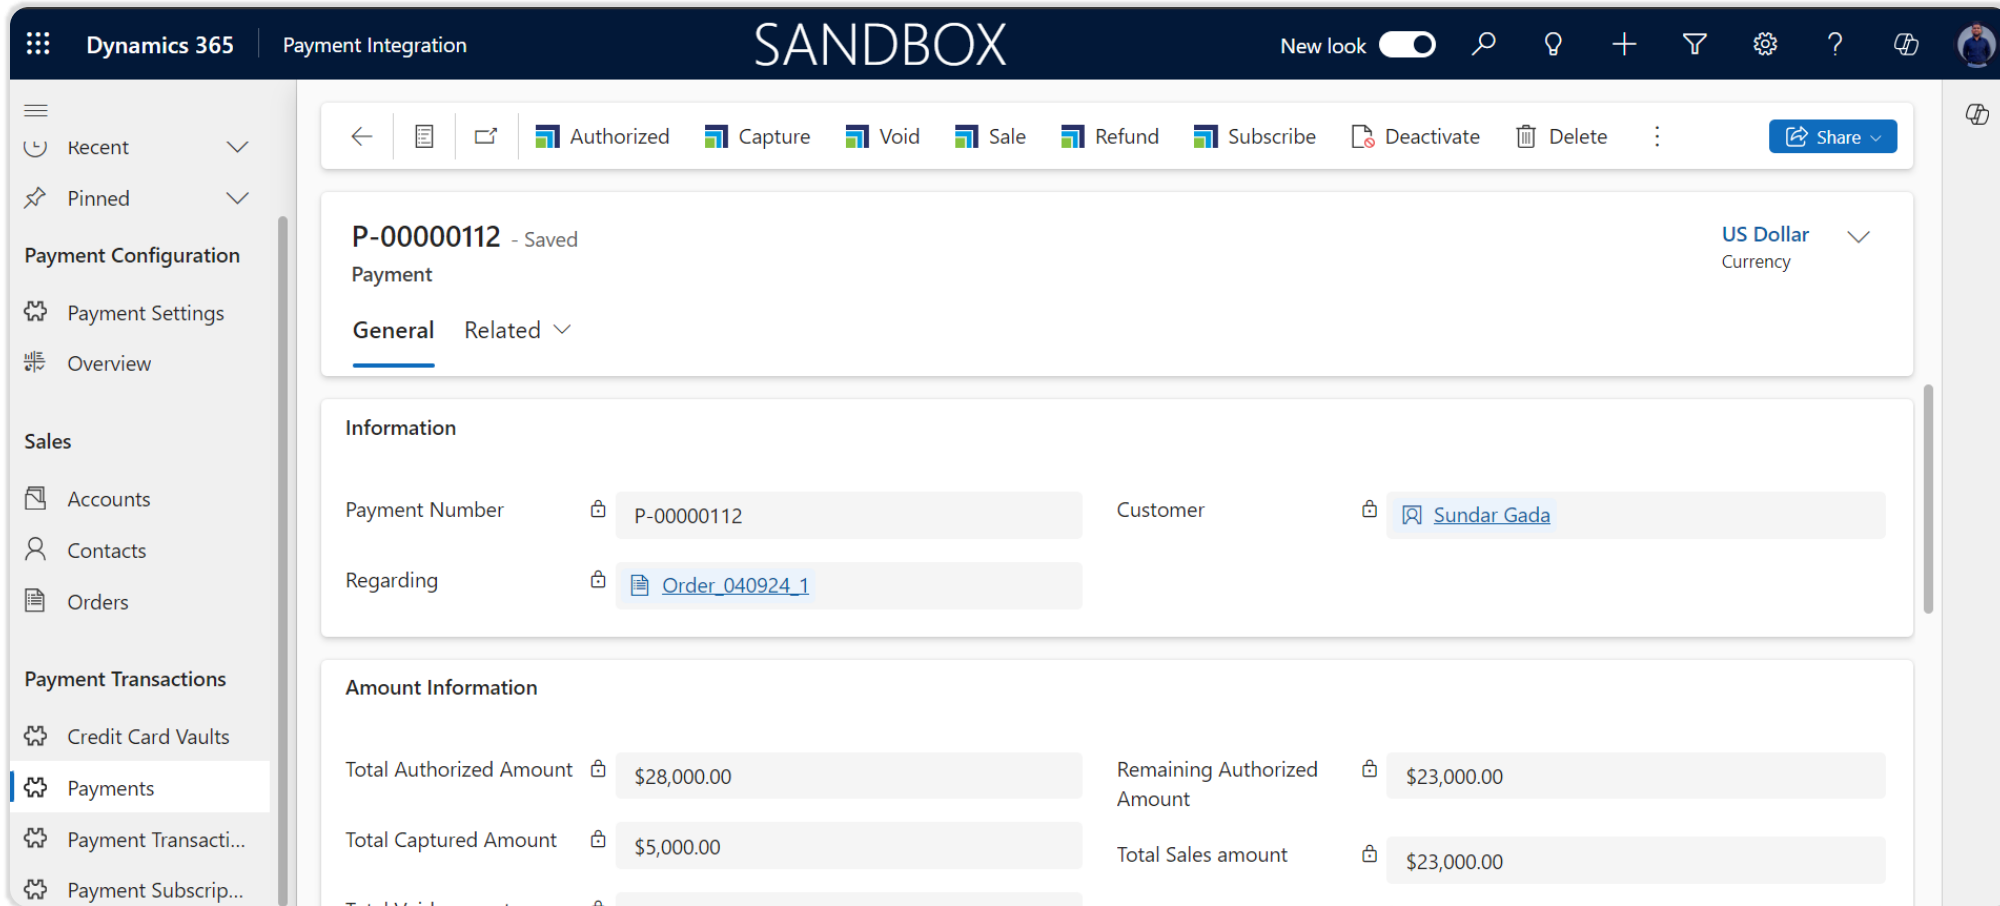 Dynamics 365
Payment Integration
SANDBOX
New look
Recent
Pinned
Payment Configuration
Payment Settings
Overview
Sales
Accounts
Contacts
Orders
Payment Transactions
Credit Card Vaults
Payments
Payment Transacti...
Payment Subscrip...
Authorized
Capture
Void
Sale
Refund
Subscribe
Deactivate
Delete
Share
P-00000112 - Saved
Payment
US Dollar
Currency
General
Related
Information
Payment Number
P-00000112
Customer
Sundar Gada
Regarding
Order_040924_1
Amount Information
Total Authorized Amount
$28,000.00
Remaining Authorized
Amount
$23,000.00
Total Captured Amount
$5,000.00
Total Sales amount
$23,000.00